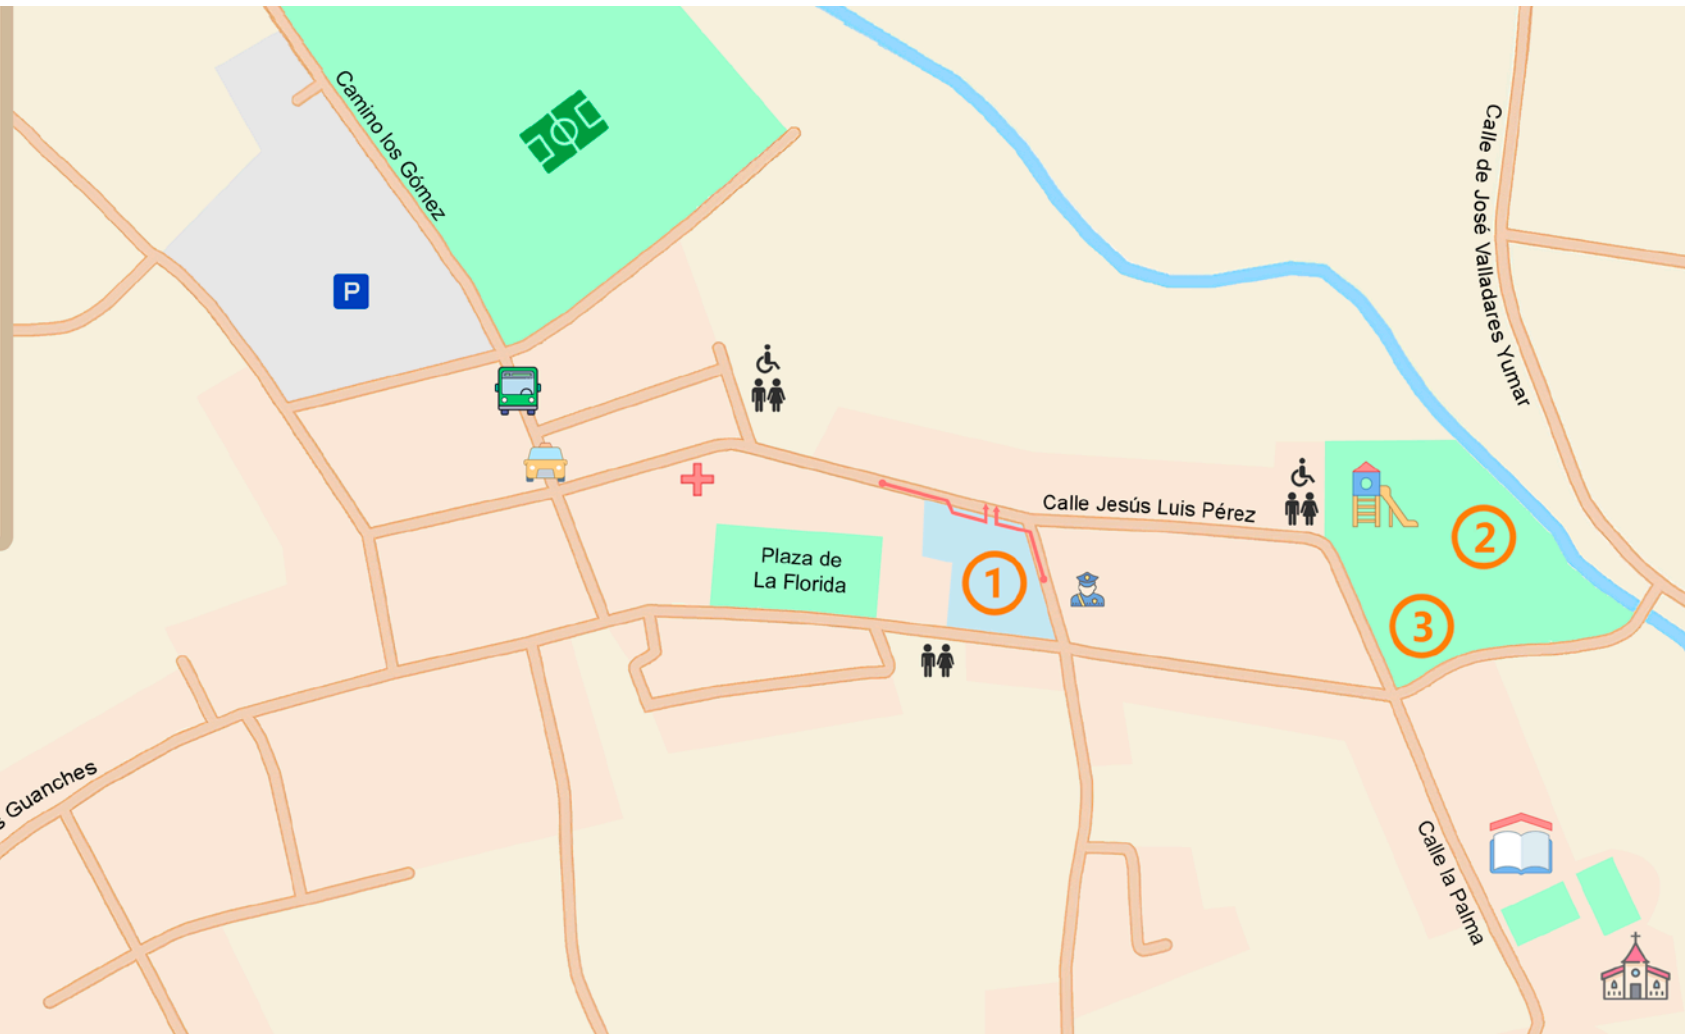 Camino los Gómez
Calle de José Valladares Yumar
P
Calle Jesús Luis Pérez
Plaza de
La Florida
1
2
3
Guanches
Calle la Palma